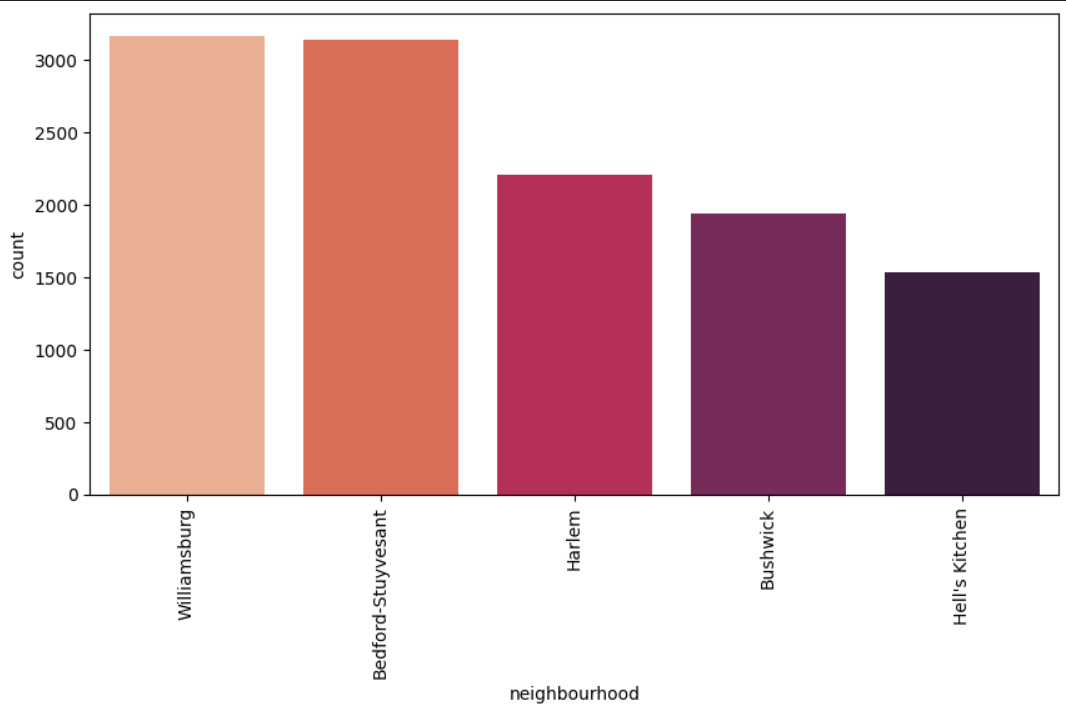 3000
2500
2000
1500
1000
500
0
count
Williamsburg
Bedford-Stuyvesant
Harlem
Bushwick
Hell's Kitchen
neighbourhood